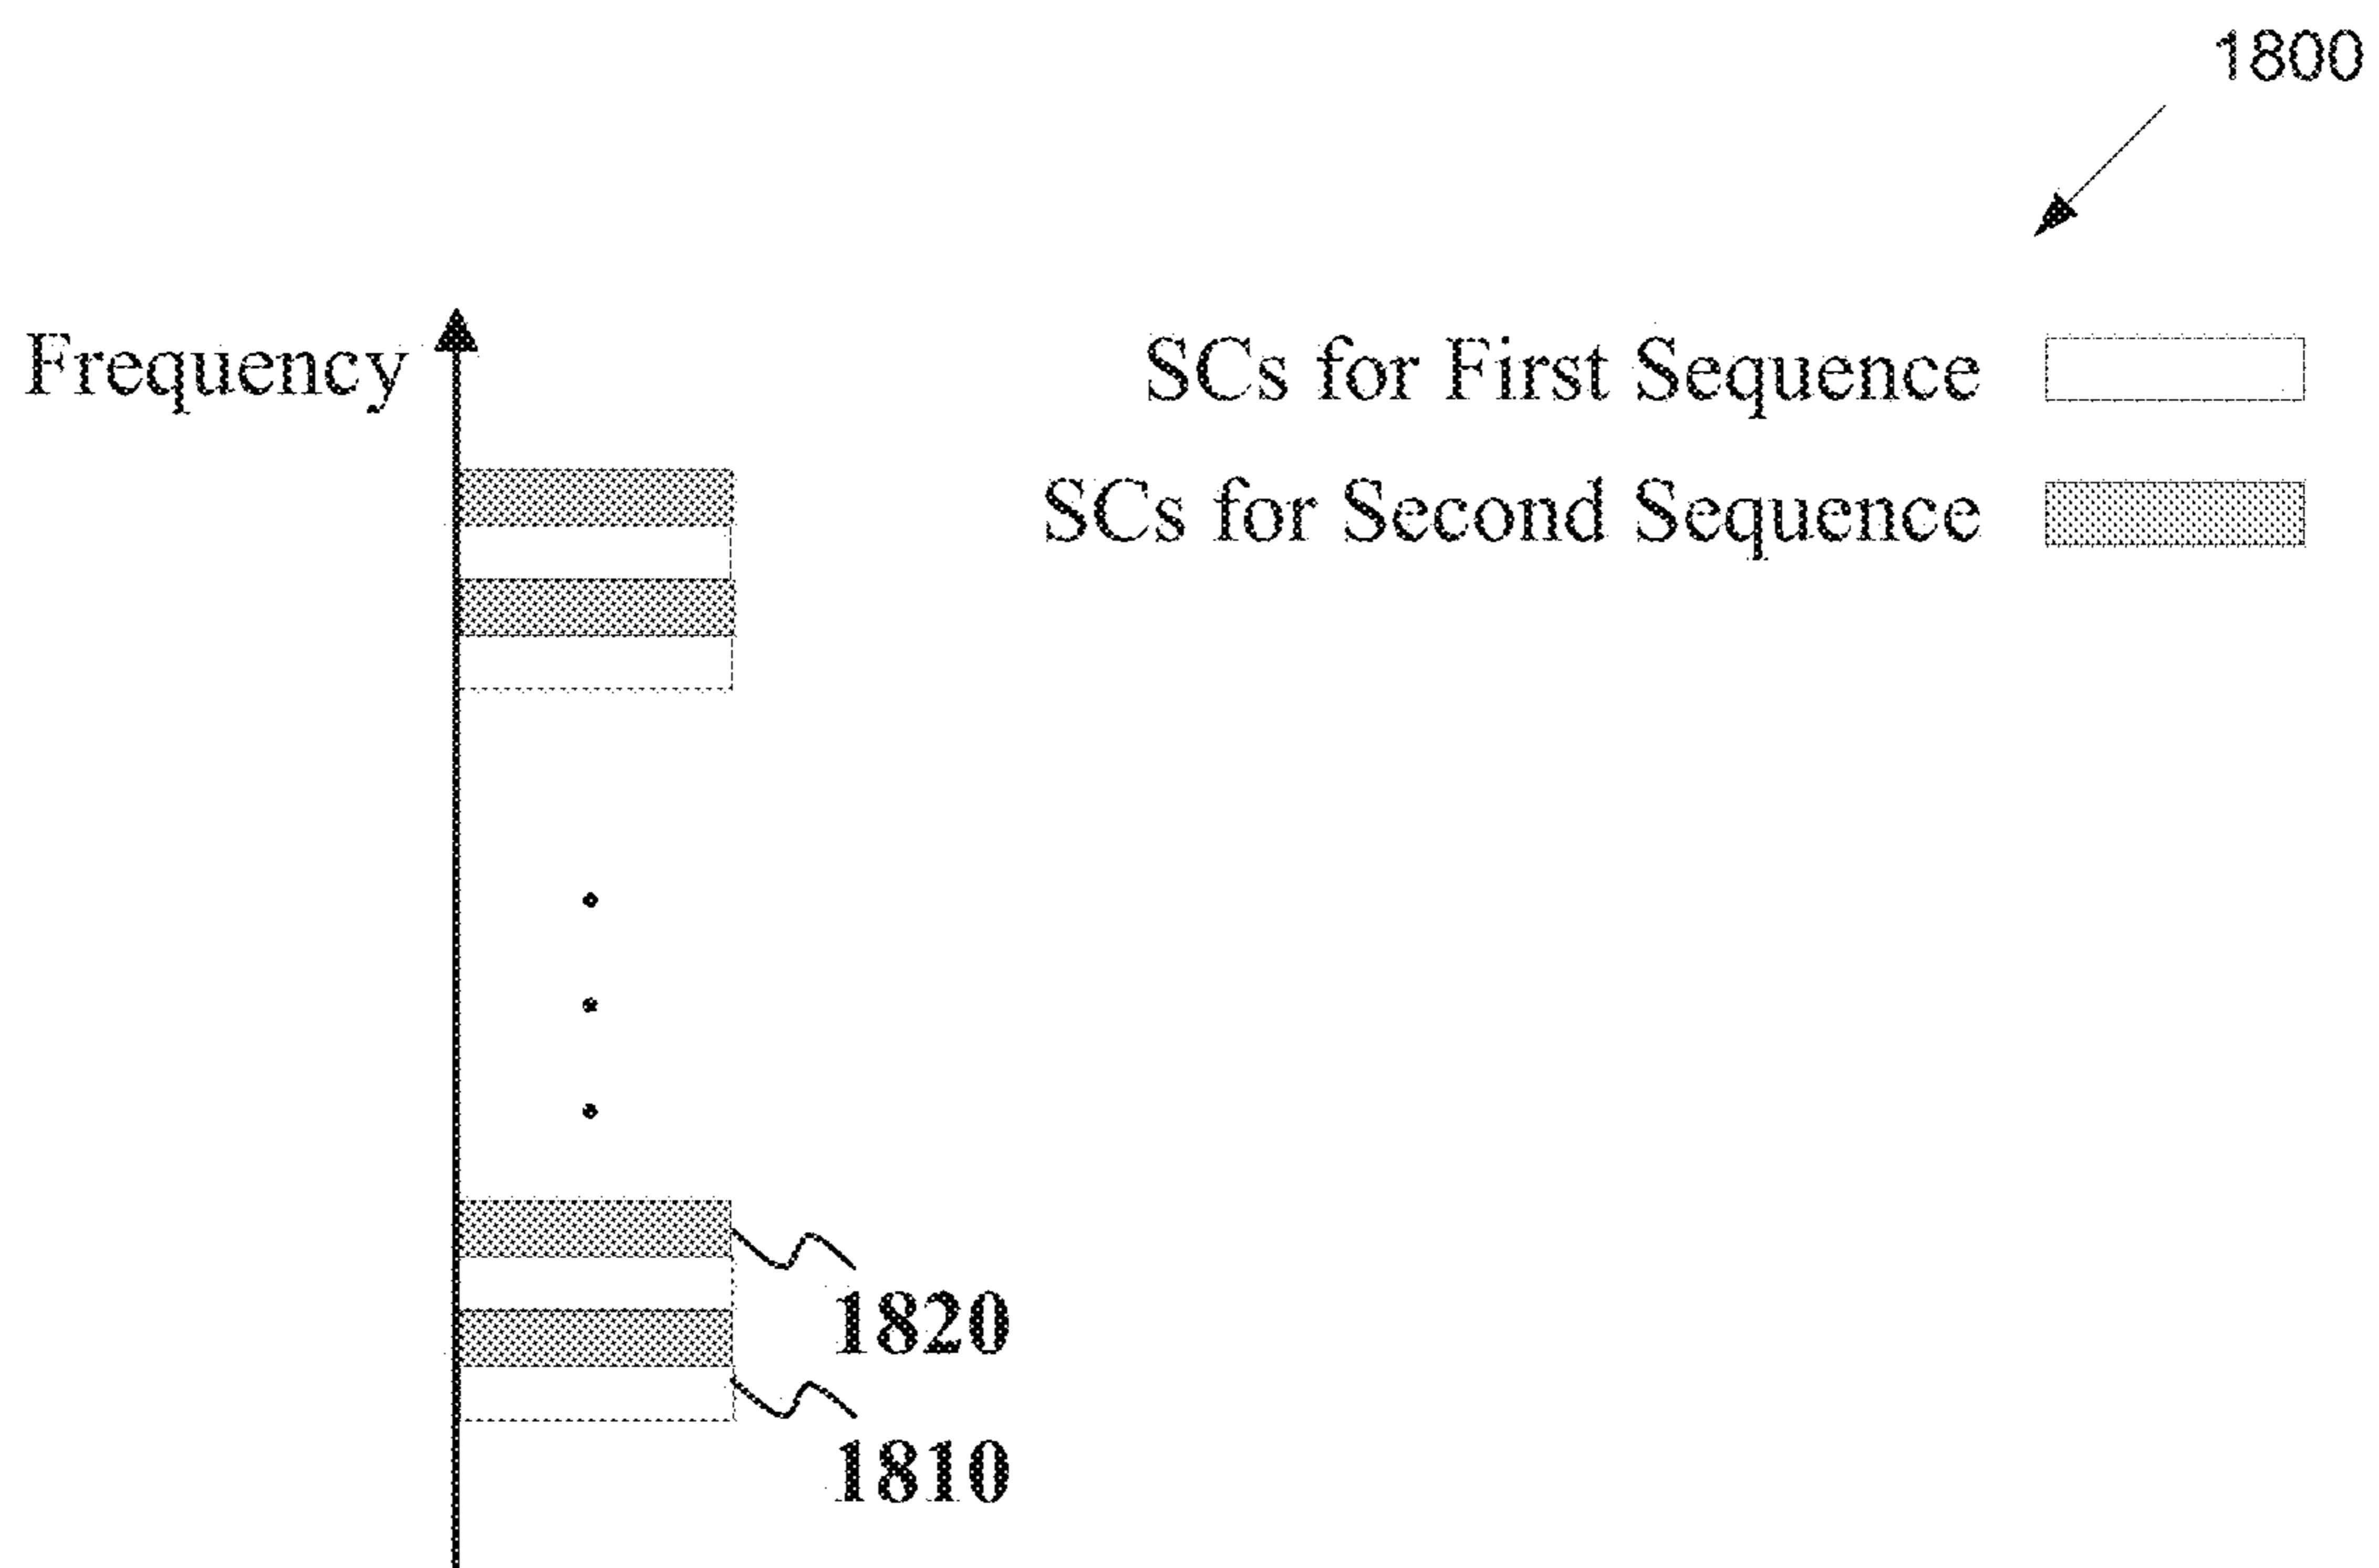 1800
Frequency
SCs for First Sequence
SCs for Second Sequence
1820
1810